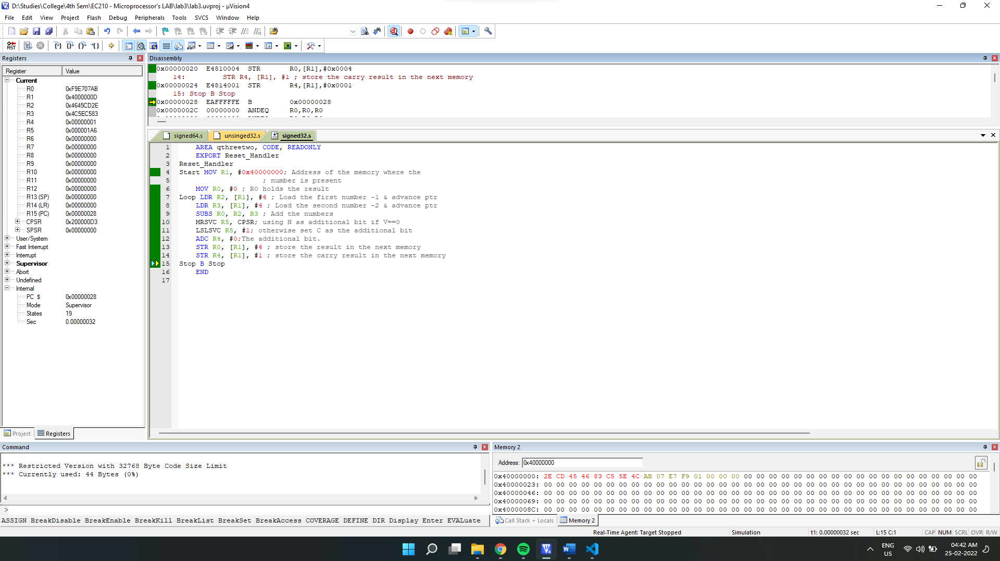 D:\Studies\College\4th Sem\EC210 - Microprocessor's LAB\lab3\lab3.uvproj - µVision4
File Edit View Project Flash Debug Peripherals Tools SVCS Window Help
Registers
Register Value
Current
R0 0xF9E707AB
R1 0x4000000D
R2 0x4645CD2E
R3 0x4C5EC583
R4 0x00000001
R5 0x000001A6
R6 0x00000000
R7 0x00000000
R8 0x00000000
R9 0x00000000
R10 0x00000000
R11 0x00000000
R12 0x00000000
R13 (SP) 0x00000000
R14 (LR) 0x00000000
R15 (PC) 0x00000028
CPSR 0x200000D3
SPSR 0x00000000
User/System
Fast Interrupt
Interrupt
Supervisor
Abort
Undefined
Internal
PC $ 0x00000028
Mode Supervisor
States 19
Sec 0.00000032
Project Registers
Disassembly
0x00000020 E4810004 STR R0,[R1],#0x0004
14: STR R4, [R1], #1 ; store the carry result in the next memory
0x00000024 E4814001 STR R4,[R1],#0x0001
15: Stop B Stop
0x00000028 EAFFFFFE B 0x00000028
0x0000002C 00000000 ANDEQ R0,R0,R0
signed64.s unsinged32.s signed32.s
1 AREA qthreetwo, CODE, READONLY
2 EXPORT Reset_Handler
3 Reset_Handler
4 Start MOV R1, #0x40000000; Address of the memory where the
5 ; number is present
6 MOV R0, #0 ; R0 holds the result
7 Loop LDR R2, [R1], #4 ; Load the first number -1 & advance ptr
8 LDR R3, [R1], #4 ; Load the second number -2 & advance ptr
9 SUBS R0, R2, R3 ; Add the numbers
10 MRSVC R5, CPSR; using N as additional bit if V==0
11 LSLSVC R5, #1; otherwise set C as the additional bit
12 ADC R4, #0;The additional bit.
13 STR R0, [R1], #4 ; store the result in the next memory
14 STR R4, [R1], #1 ; store the carry result in the next memory
15 Stop B Stop
16 END
17
Command
*** Restricted Version with 32768 Byte Code Size Limit
*** Currently used: 44 Bytes (0%)
>
ASSIGN BreakDisable BreakEnable BreakKill BreakList BreakSet BreakAccess COVERAGE DEFINE DIR Display Enter EVALuate
Memory 2
Address: 0x40000000
0x40000000: 2E CD 45 46 83 C5 5E 4C AB 07 E7 F9 01 00 00 00 00 00 00 00 00 00 00 00 00 00 00 00 00 00 00 00 00 00 00
0x40000023: 00 00 00 00 00 00 00 00 00 00 00 00 00 00 00 00 00 00 00 00 00 00 00 00 00 00 00 00 00 00 00 00 00 00 00
0x40000046: 00 00 00 00 00 00 00 00 00 00 00 00 00 00 00 00 00 00 00 00 00 00 00 00 00 00 00 00 00 00 00 00 00 00 00
0x40000069: 00 00 00 00 00 00 00 00 00 00 00 00 00 00 00 00 00 00 00 00 00 00 00 00 00 00 00 00 00 00 00 00 00 00 00
0x4000008C: 00 00 00 00 00 00 00 00 00 00 00 00 00 00 00 00 00 00 00 00 00 00 00 00 00 00 00 00 00 00 00 00 00 00 00
Call Stack + Locals Memory 2
Real-Time Agent: Target Stopped Simulation t1: 0.00000032 sec L:15 C:1 CAP NUM SCRL OVR R/W
ENG
US
04:42 AM
25-02-2022